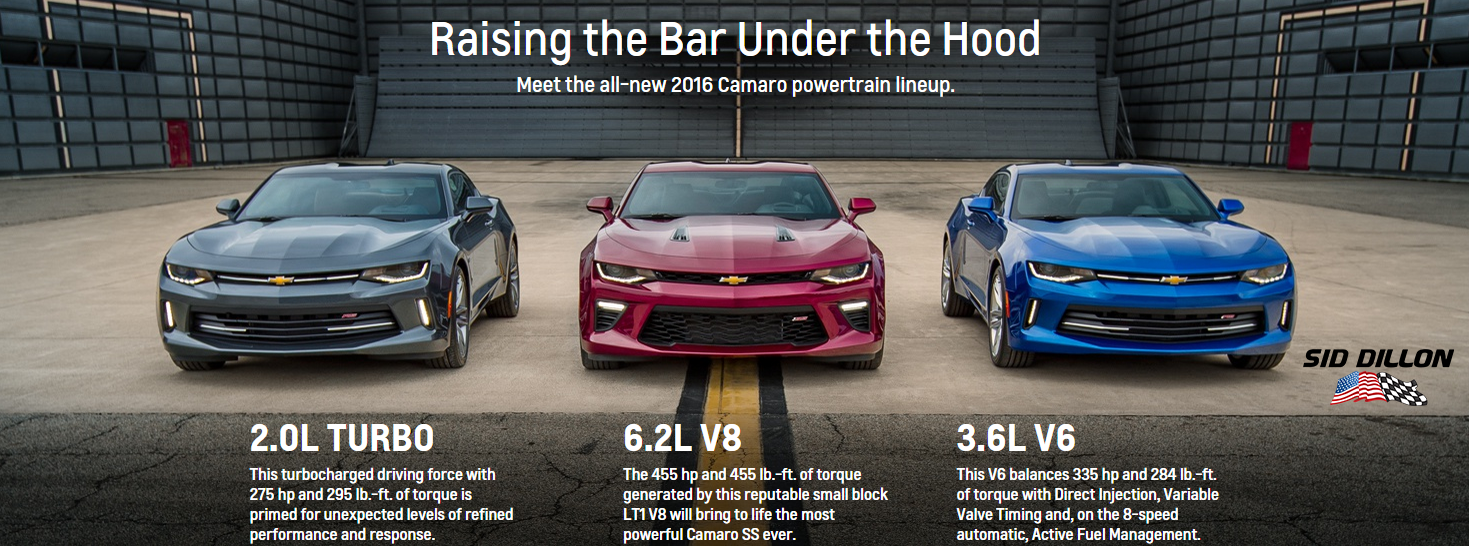 Raising the Bar Under the Hood
Meet the all-new 2016 Camaro powertrain lineup.
SID DILLON
2.0L TURBO
This turbocharged driving force with
275 hp and 295 lb.-ft. of torque is
primed for unexpected levels of refined
performance and response.
6.2L V8
The 455 hp and 455 lb.-ft. of torque
generated by this reputable small block
LT1 V8 will bring to life the most
powerful Camaro SS ever.
3.6L V6
This V6 balances 335 hp and 284 lb.-ft.
of torque with Direct Injection, Variable
Valve Timing and, on the 8-speed
automatic, Active Fuel Management.